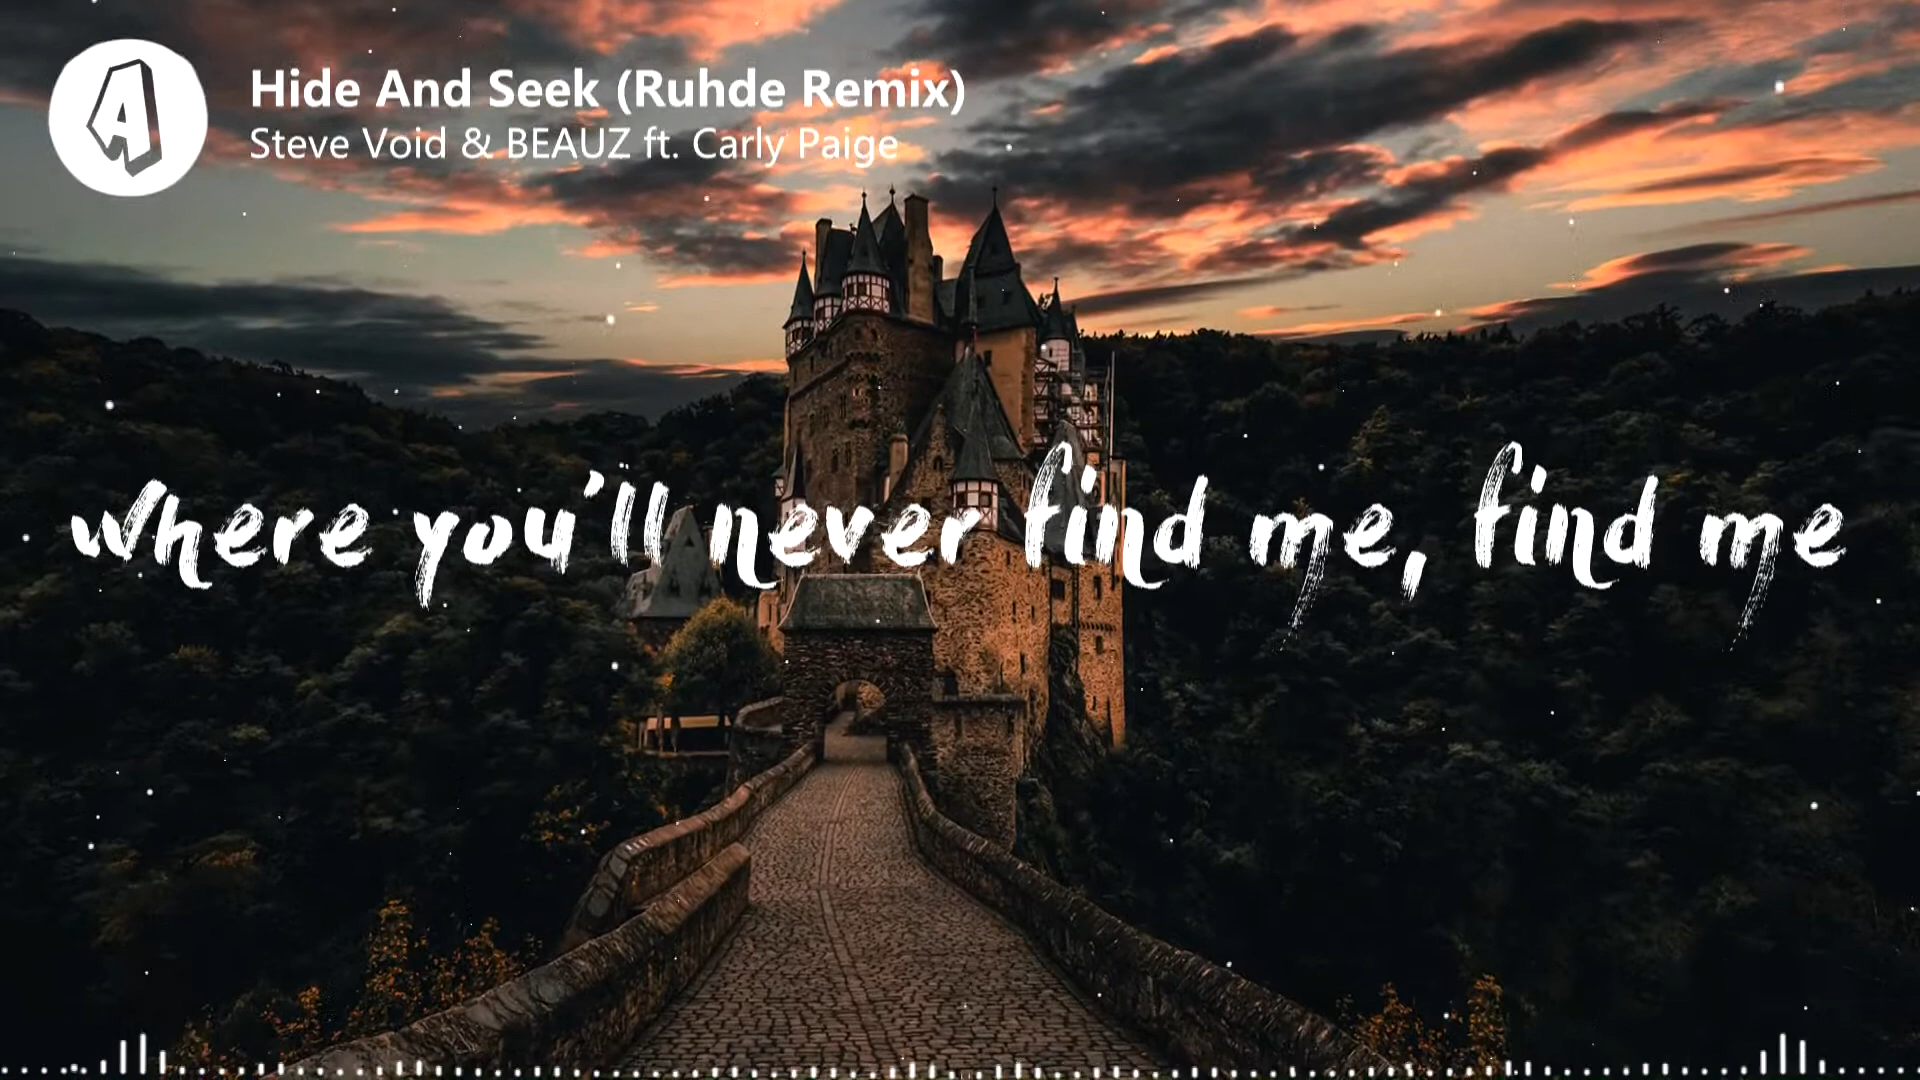 A
Hide And Seek (Ruhde Remix)
Steve Void & BEAUZ ft. Carly Paige
where you'll never find me, find me